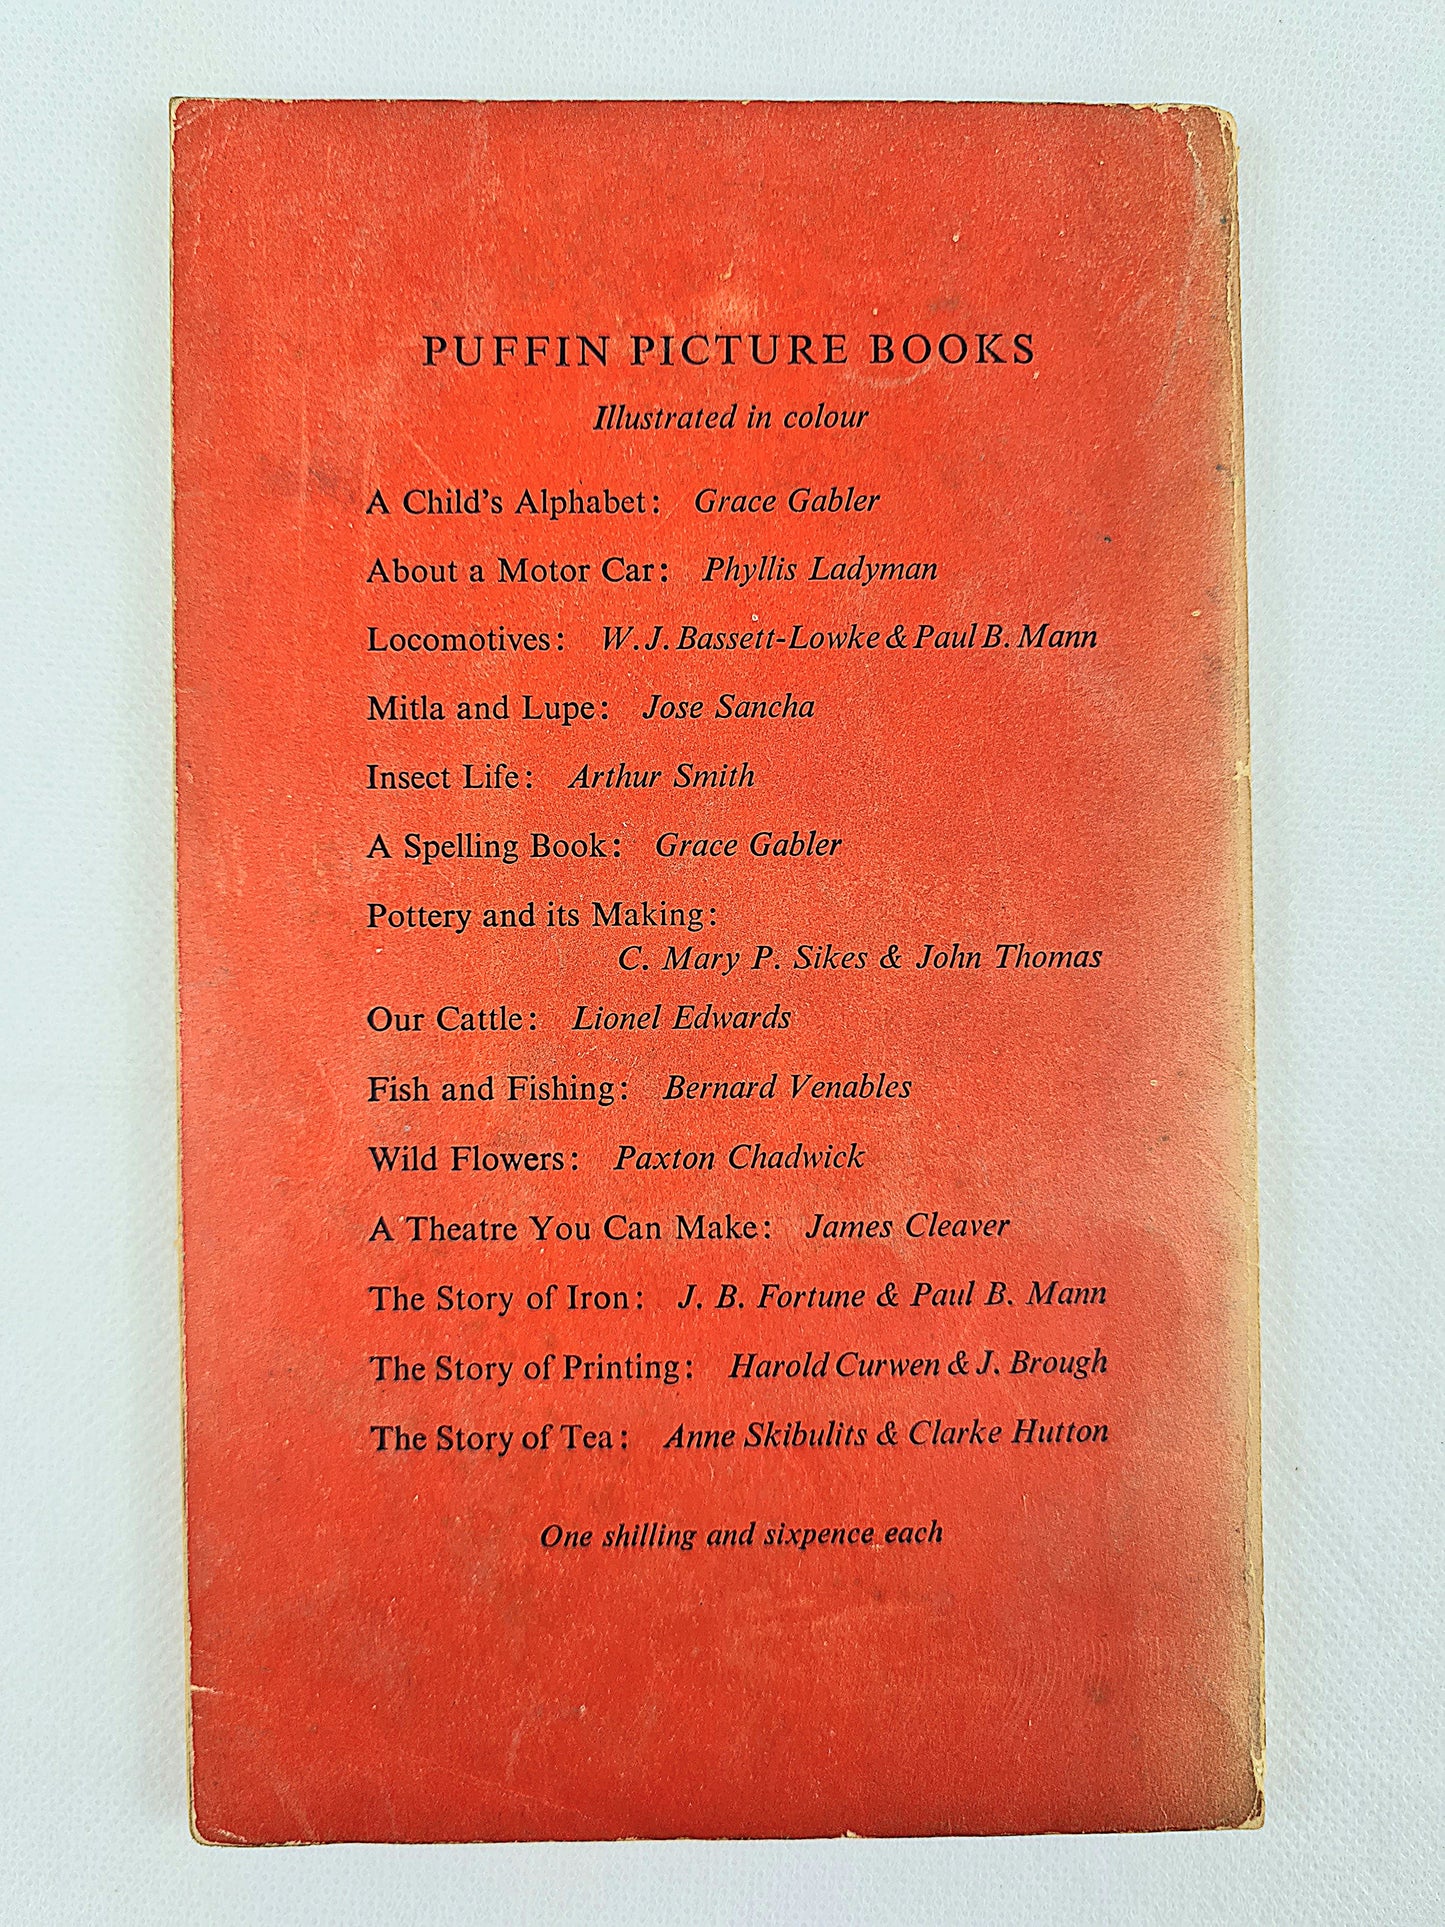 PUFFIN PICTURE BOOKS
Illustrated in colour
A Child's Alphabet: Grace Gabler
About a Motor Car: Phyllis Ladyman
Locomotives: W. J. Bassett-Lowke & Paul B. Mann
Mitla and Lupe: Jose Sancha
Insect Life: Arthur Smith
A Spelling Book: Grace Gabler
Pottery and its Making:
C. Mary P. Sikes & John Thomas
Our Cattle: Lionel Edwards
Fish and Fishing: Bernard Venables
Wild Flowers: Paxton Chadwick
A Theatre You Can Make: James Cleaver
The Story of Iron: J. B. Fortune & Paul B. Mann
The Story of Printing: Harold Curwen & J. Brough
The Story of Tea: Anne Skibulits & Clarke Hutton
One shilling and sixpence each